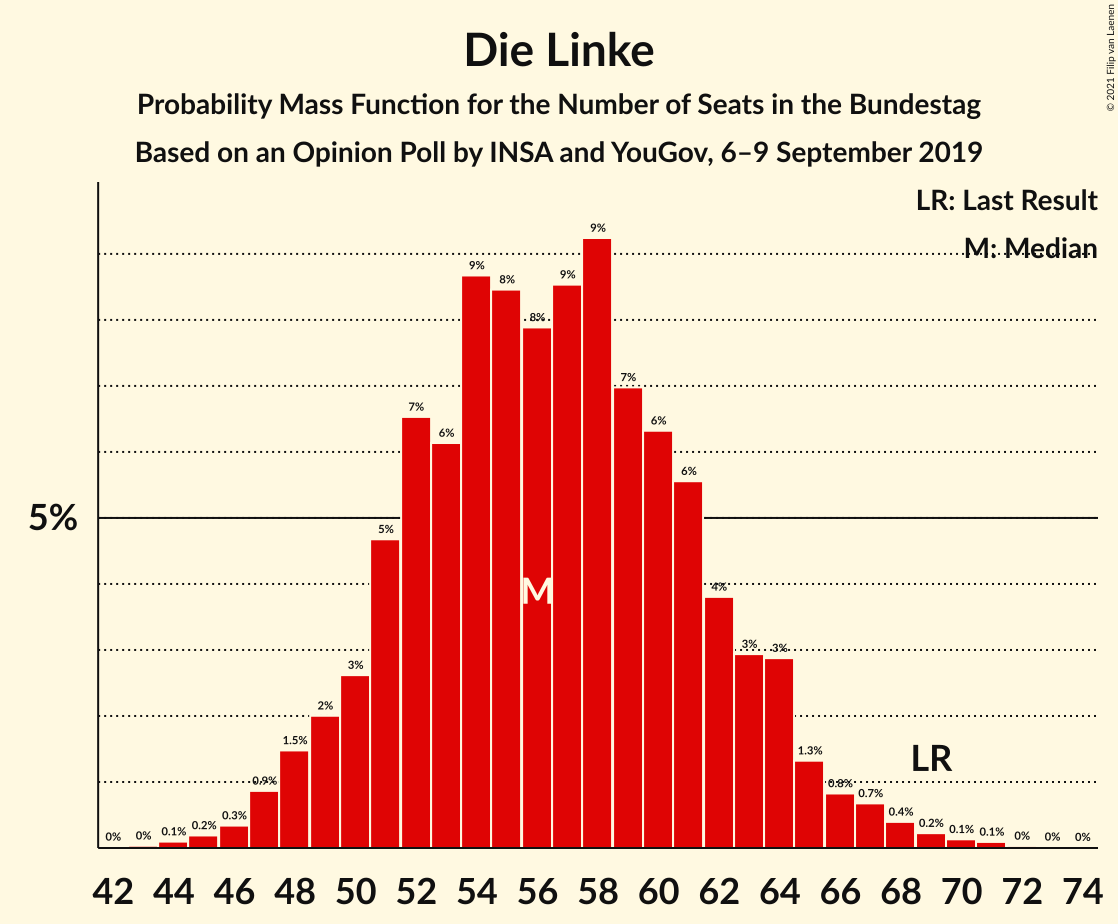 Die Linke
Probability Mass Function for the Number of Seats in the Bundestag
Based on an Opinion Poll by INSA and YouGov, 6–9 September 2019
© 2021 Filip van Laenen
LR: Last Result
M: Median
5%
0% 0% 0.1% 0.2% 0.3% 0.9% 1.5% 2% 3% 5% 7% 6% 9% 8% 8% 9% 9% 7% 6% 6% 4% 3% 3% 1.3% 0.8% 0.7% 0.4% 0.2% 0.1% 0.1% 0% 0% 0%
M
LR
42 44 46 48 50 52 54 56 58 60 62 64 66 68 70 72 74